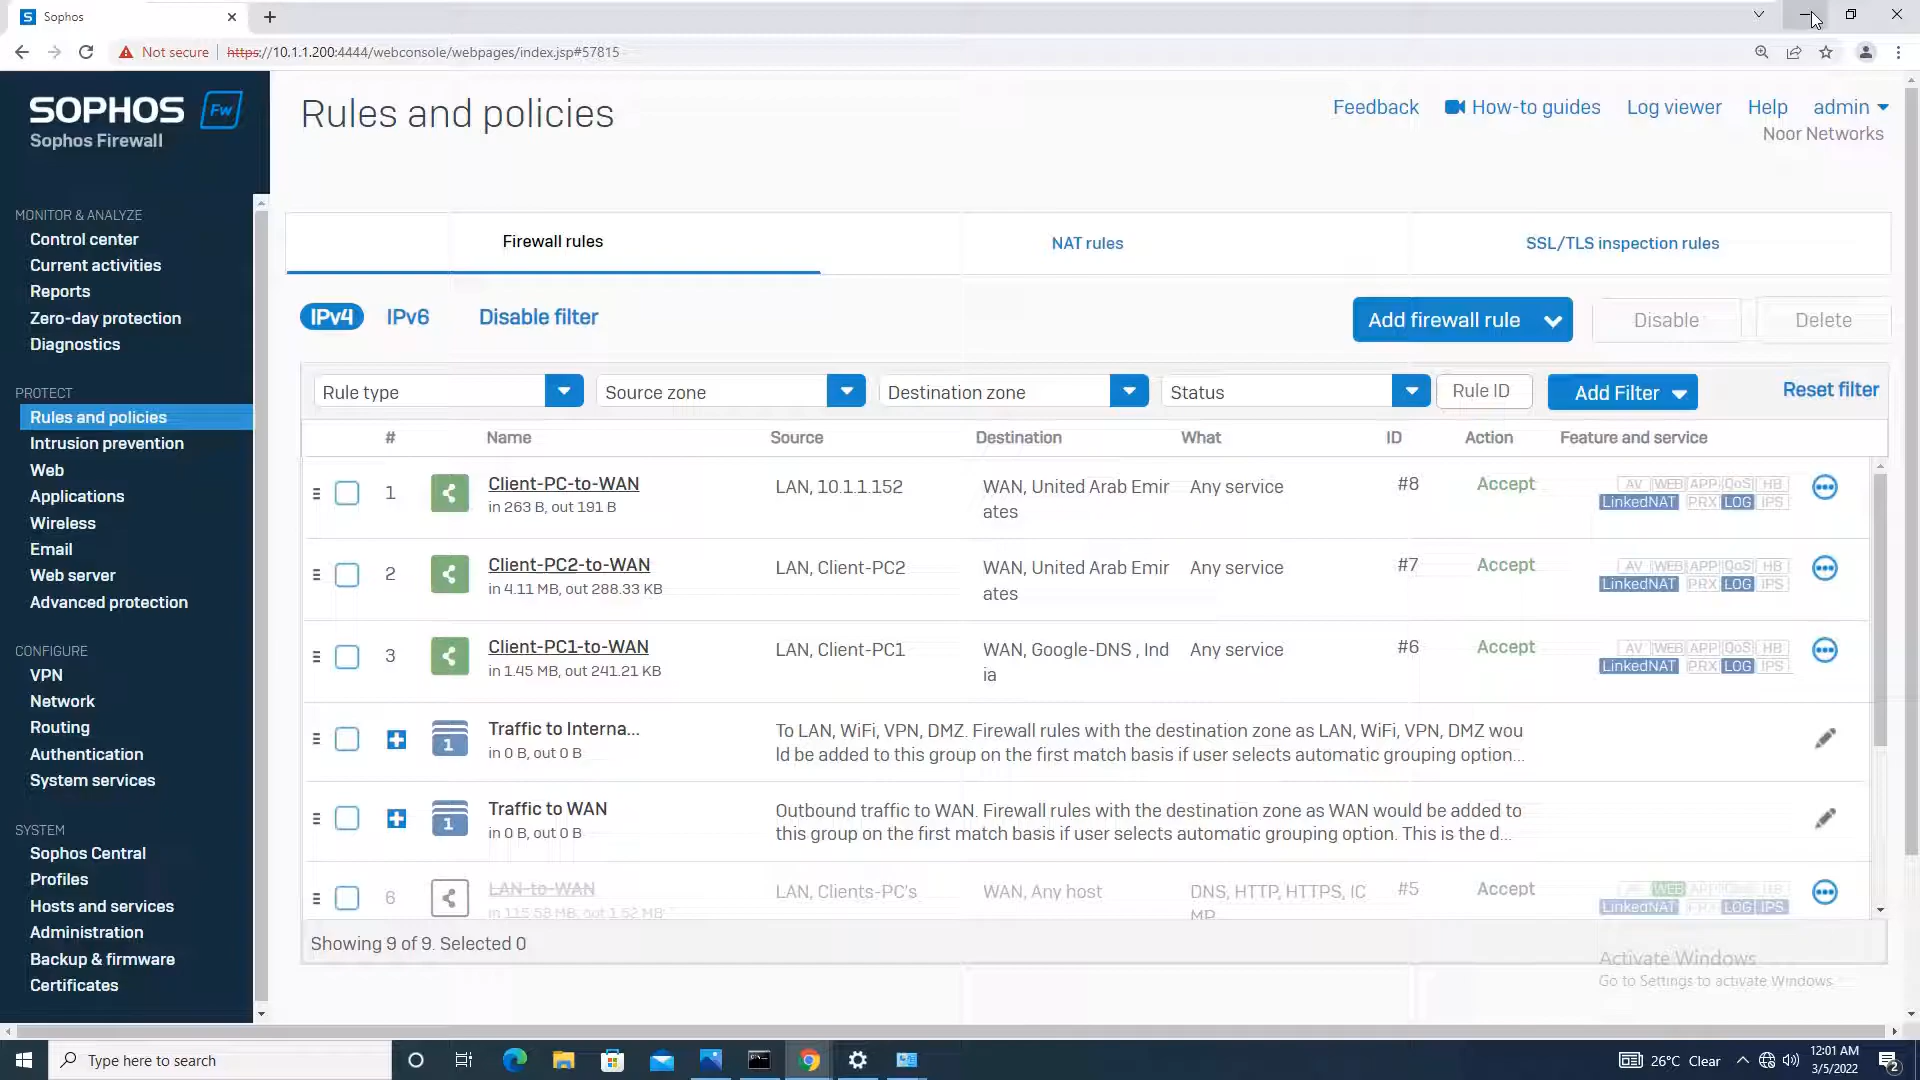 Sophos
Not secure
https://10.1.1.200:4444/webconsole/webpages/index.jsp#57815
SOPHOS
Fw
Sophos Firewall
Rules and policies
Feedback
How-to guides
Log viewer
Help
admin
Noor Networks
MONITOR & ANALYZE
Control center
Current activities
Reports
Zero-day protection
Diagnostics
PROTECT
Rules and policies
Intrusion prevention
Web
Applications
Wireless
Email
Web server
Advanced protection
CONFIGURE
VPN
Network
Routing
Authentication
System services
SYSTEM
Sophos Central
Profiles
Hosts and services
Administration
Backup & firmware
Certificates
Firewall rules
NAT rules
SSL/TLS inspection rules
IPv4
IPv6
Disable filter
Add firewall rule
Disable
Delete
Rule type
Source zone
Destination zone
Status
Rule ID
Add Filter
Reset filter
# Name Source Destination What ID Action Feature and service
1 Client-PC-to-WAN LAN, 10.1.1.152 WAN, United Arab Emir Any service #8 Accept AV WEB APP QoS HB
in 263 B, out 191 B ates LinkedNAT PRX LOG IPS
2 Client-PC2-to-WAN LAN, Client-PC2 WAN, United Arab Emir Any service #7 Accept AV WEB APP QoS HB
in 4.11 MB, out 288.33 KB ates LinkedNAT PRX LOG IPS
3 Client-PC1-to-WAN LAN, Client-PC1 WAN, Google-DNS , Ind Any service #6 Accept AV WEB APP QoS HB
in 1.45 MB, out 241.21 KB ia LinkedNAT PRX LOG IPS
1 Traffic to Interna... To LAN, WiFi, VPN, DMZ. Firewall rules with the destination zone as LAN, WiFi, VPN, DMZ wou
in 0 B, out 0 B ld be added to this group on the first match basis if user selects automatic grouping option...
1 Traffic to WAN Outbound traffic to WAN. Firewall rules with the destination zone as WAN would be added to
in 0 B, out 0 B this group on the first match basis if user selects automatic grouping option. This is the d...
6 LAN-to-WAN LAN, Clients-PC's WAN, Any host DNS, HTTP, HTTPS, IC #5 Accept AV WEB APP QoS HB
in 115.58 MB, out 1.52 MB MP LinkedNAT PRX LOG IPS
Showing 9 of 9. Selected 0
Activate Windows
Go to Settings to activate Windows.
Type here to search
26°C Clear
12:01 AM
3/5/2022
2